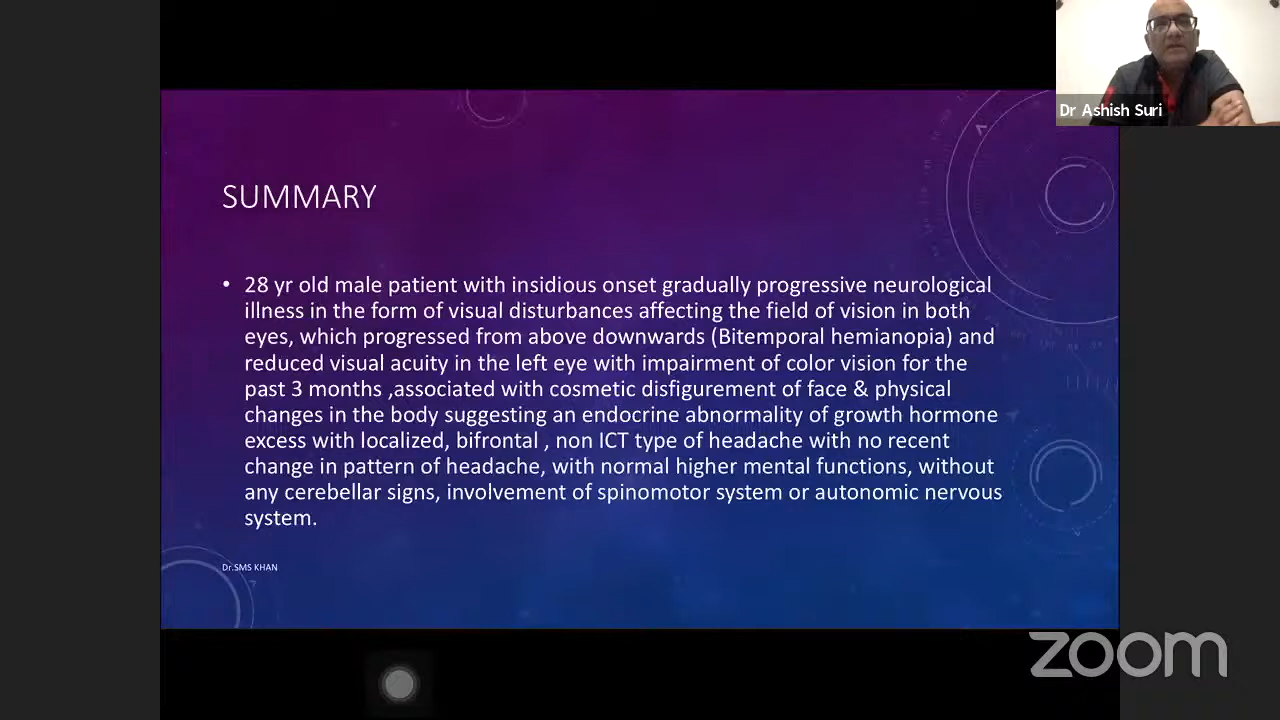 Dr Ashish Suri
SUMMARY
• 28 yr old male patient with insidious onset gradually progressive neurological
illness in the form of visual disturbances affecting the field of vision in both
eyes, which progressed from above downwards (Bitemporal hemianopia) and
reduced visual acuity in the left eye with impairment of color vision for the
past 3 months ,associated with cosmetic disfigurement of face & physical
changes in the body suggesting an endocrine abnormality of growth hormone
excess with localized, bifrontal , non ICT type of headache with no recent
change in pattern of headache, with normal higher mental functions, without
any cerebellar signs, involvement of spinomotor system or autonomic nervous
system.
Dr.SMS KHAN
zoom